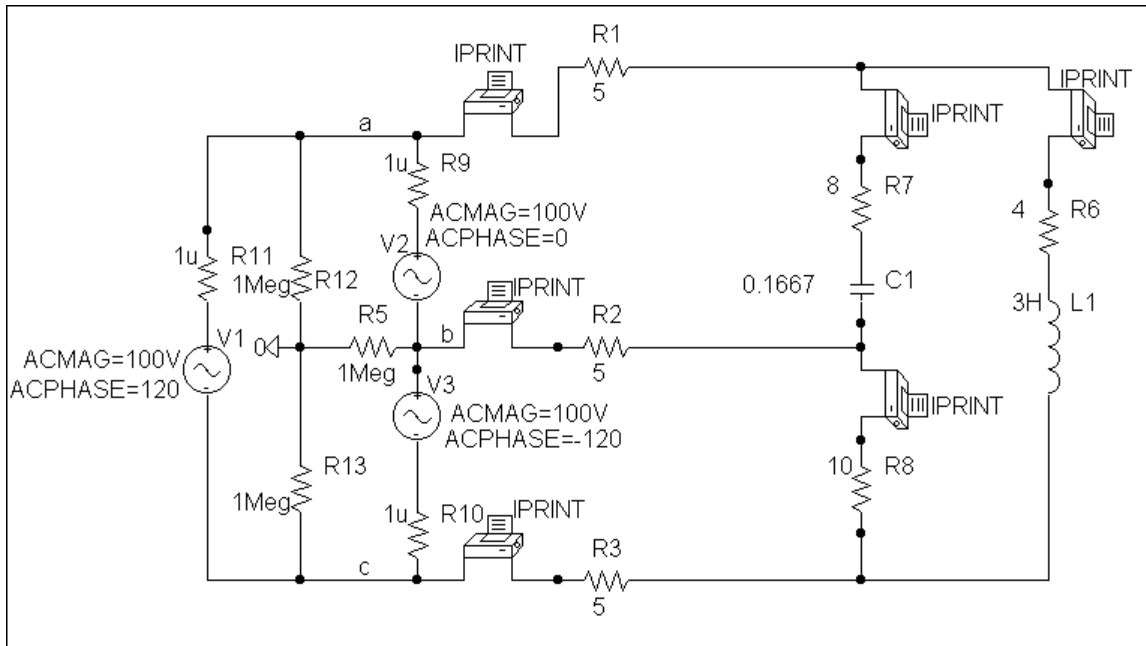 R1
IPRINT
5
IPRINT
IPRINT
a
1u
R9
8
R7
4
R6
ACMAG=100V
ACPHASE=0
V2
1u
R11
1Meg
R12
IPRINT
0.1667
C1
3H
L1
R5
b
R2
0
V1
1Meg
5
ACMAG=100V
ACPHASE=120
V3
ACMAG=100V
ACPHASE=-120
IPRINT
R13
1Meg
10
R8
1u
R10
IPRINT
R3
c
5